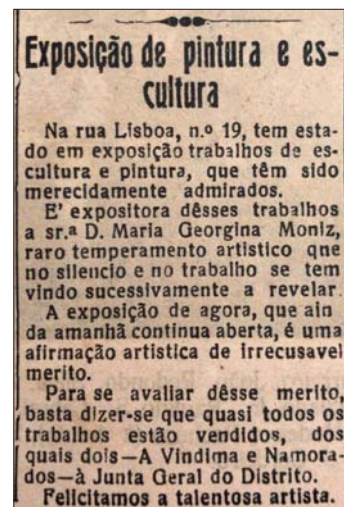 Exposição de pintura e es-
cultura
Na rua Lisboa, n.º 19, tem esta-
do em exposição trabalhos de es-
cultura e pintura, que têm sido
merecidamente admirados.
E' expositora dêsses trabalhos
a sr.ª D. Maria Georgina Moniz,
raro temperamento artistico qne
no silencio e no trabalho se tem
vindo sucessivamente a revelar.
A exposição de agora, que ain
da amanhã continua aberta, é uma
afirmação artistica de irrecusavel
merito.
Para se avaliar dêsse merito,
basta dizer-se que quasi todos os
trabalhos estão vendidos, dos
quais dois—A Vindima e Namora-
dos—à Junta Geral do Distrito.
Felicitamos a talentosa artista.